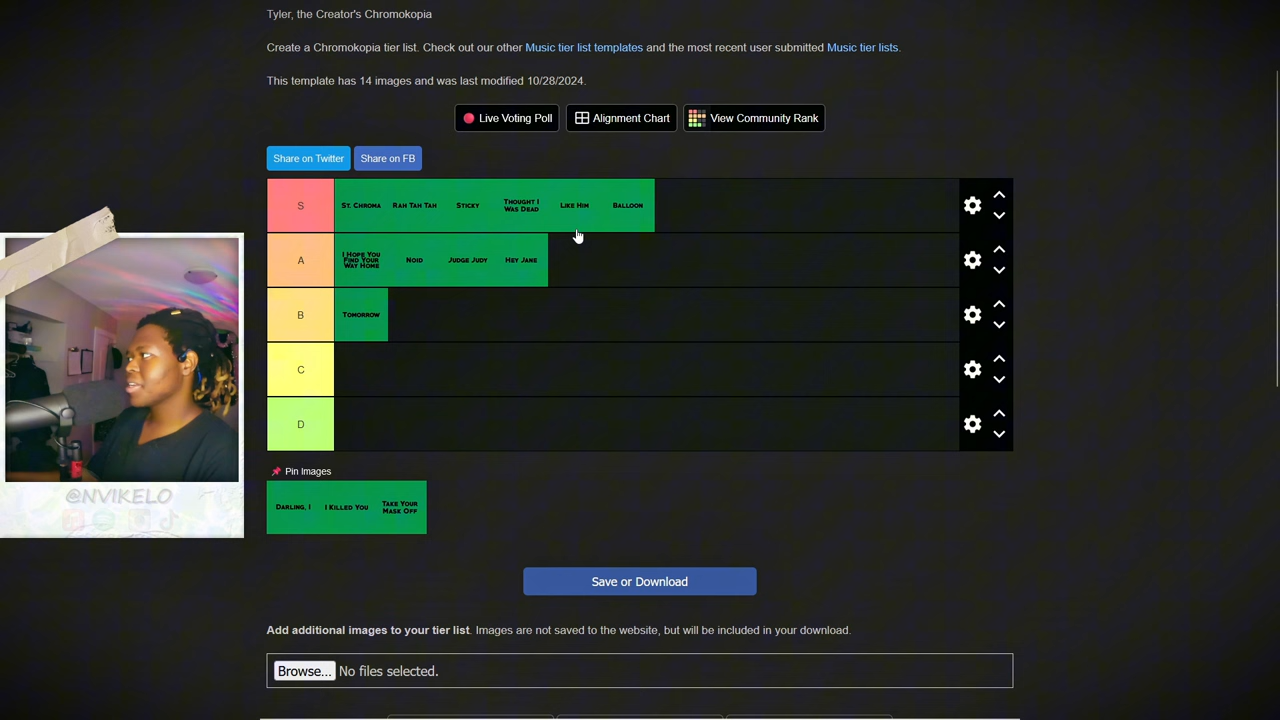 Tyler, the Creator's Chromokopia
Create a Chromokopia tier list. Check out our other Music tier list templates and the most recent user submitted Music tier lists.
This template has 14 images and was last modified 10/28/2024.
Live Voting Poll
Alignment Chart
View Community Rank
Share on Twitter
Share on FB
S
ST. CHROMA
RAH TAH TAH
STICKY
THOUGHT I
WAS DEAD
LIKE HIM
BALLOON
A
I HOPE YOU
FIND YOUR
WAY HOME
NOID
JUDGE JUDY
HEY JANE
B
TOMORROW
C
D
Pin Images
DARLING, I
I KILLED YOU
TAKE YOUR
MASK OFF
@NVIKELO
Save or Download
Add additional images to your tier list. Images are not saved to the website, but will be included in your download.
Browse... No files selected.